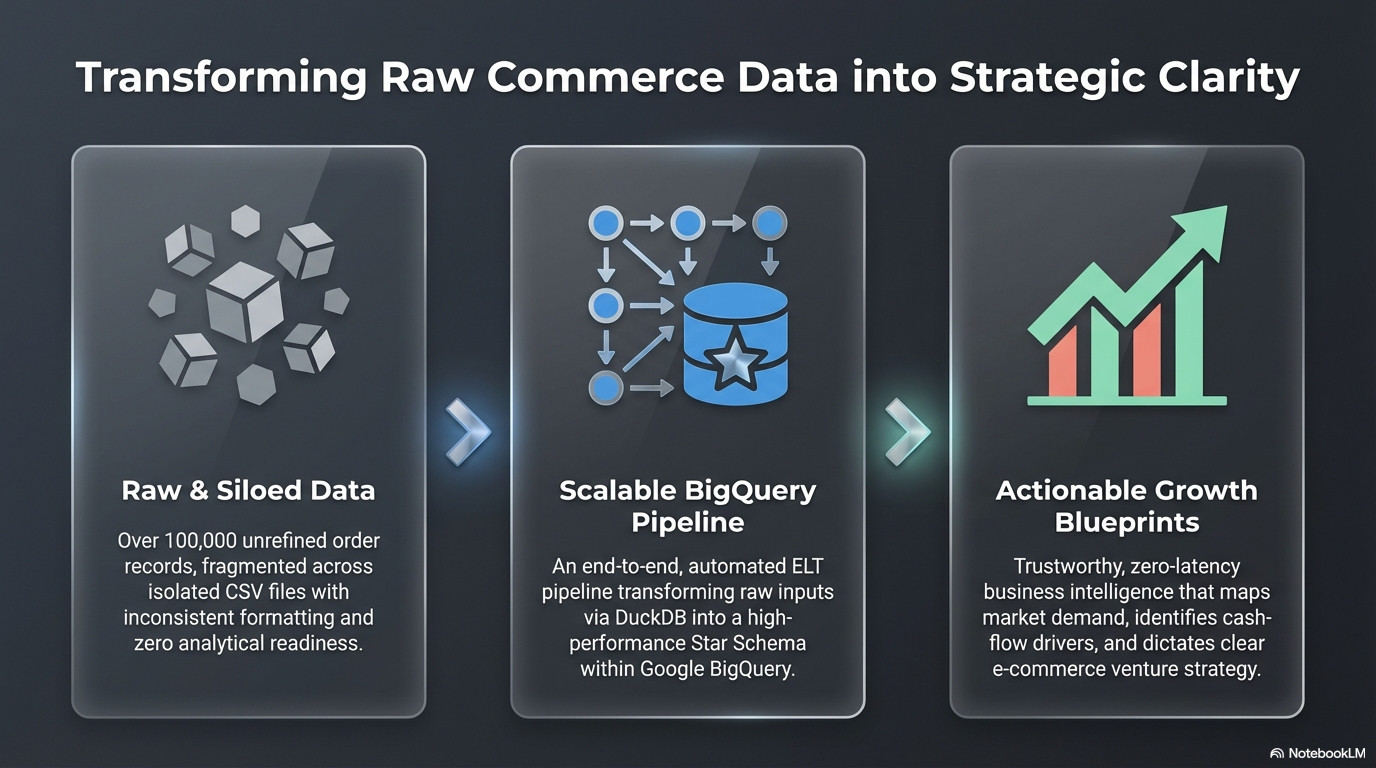 Transforming Raw Commerce Data into Strategic Clarity
Raw & Siloed Data
Over 100,000 unrefined order
records, fragmented across
isolated CSV files with
inconsistent formatting and
zero analytical readiness.
Scalable BigQuery
Pipeline
An end-to-end, automated ELT
pipeline transforming raw inputs
via DuckDB into a high-
performance Star Schema
within Google BigQuery.
Actionable Growth
Blueprints
Trustworthy, zero-latency
business intelligence that maps
market demand, identifies cash-
flow drivers, and dictates clear
e-commerce venture strategy.
NotebookLM